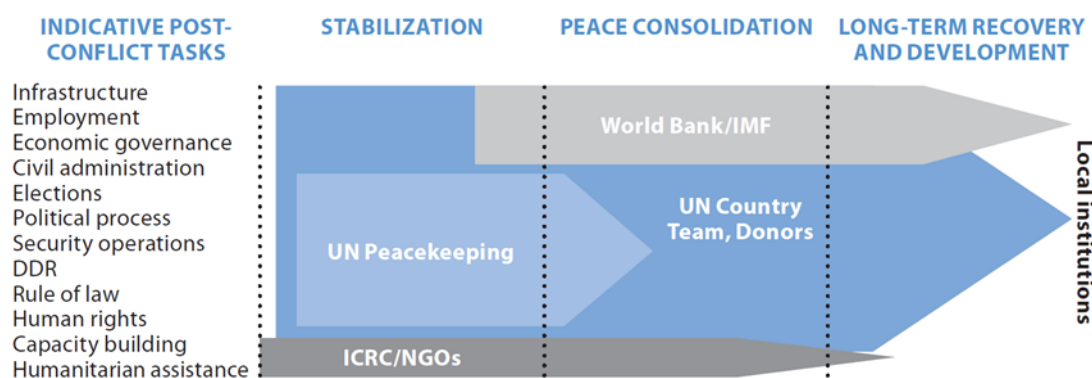 INDICATIVE POST-
CONFLICT TASKS
STABILIZATION
PEACE CONSOLIDATION
LONG-TERM RECOVERY
AND DEVELOPMENT
Infrastructure
Employment
Economic governance
Civil administration
Elections
Political process
Security operations
DDR
Rule of law
Human rights
Capacity building
Humanitarian assistance
World Bank/IMF
UN Country
Team, Donors
UN Peacekeeping
ICRC/NGOs
Local institutions